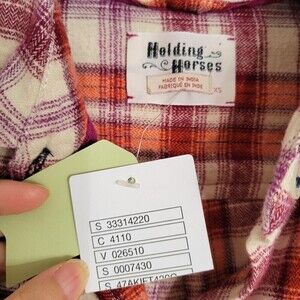 Holding
Horses
MADE IN INDIA
FABRIQUÉ EN INDE
XS
S 33314220
C 4110
V 026510
S 0007430